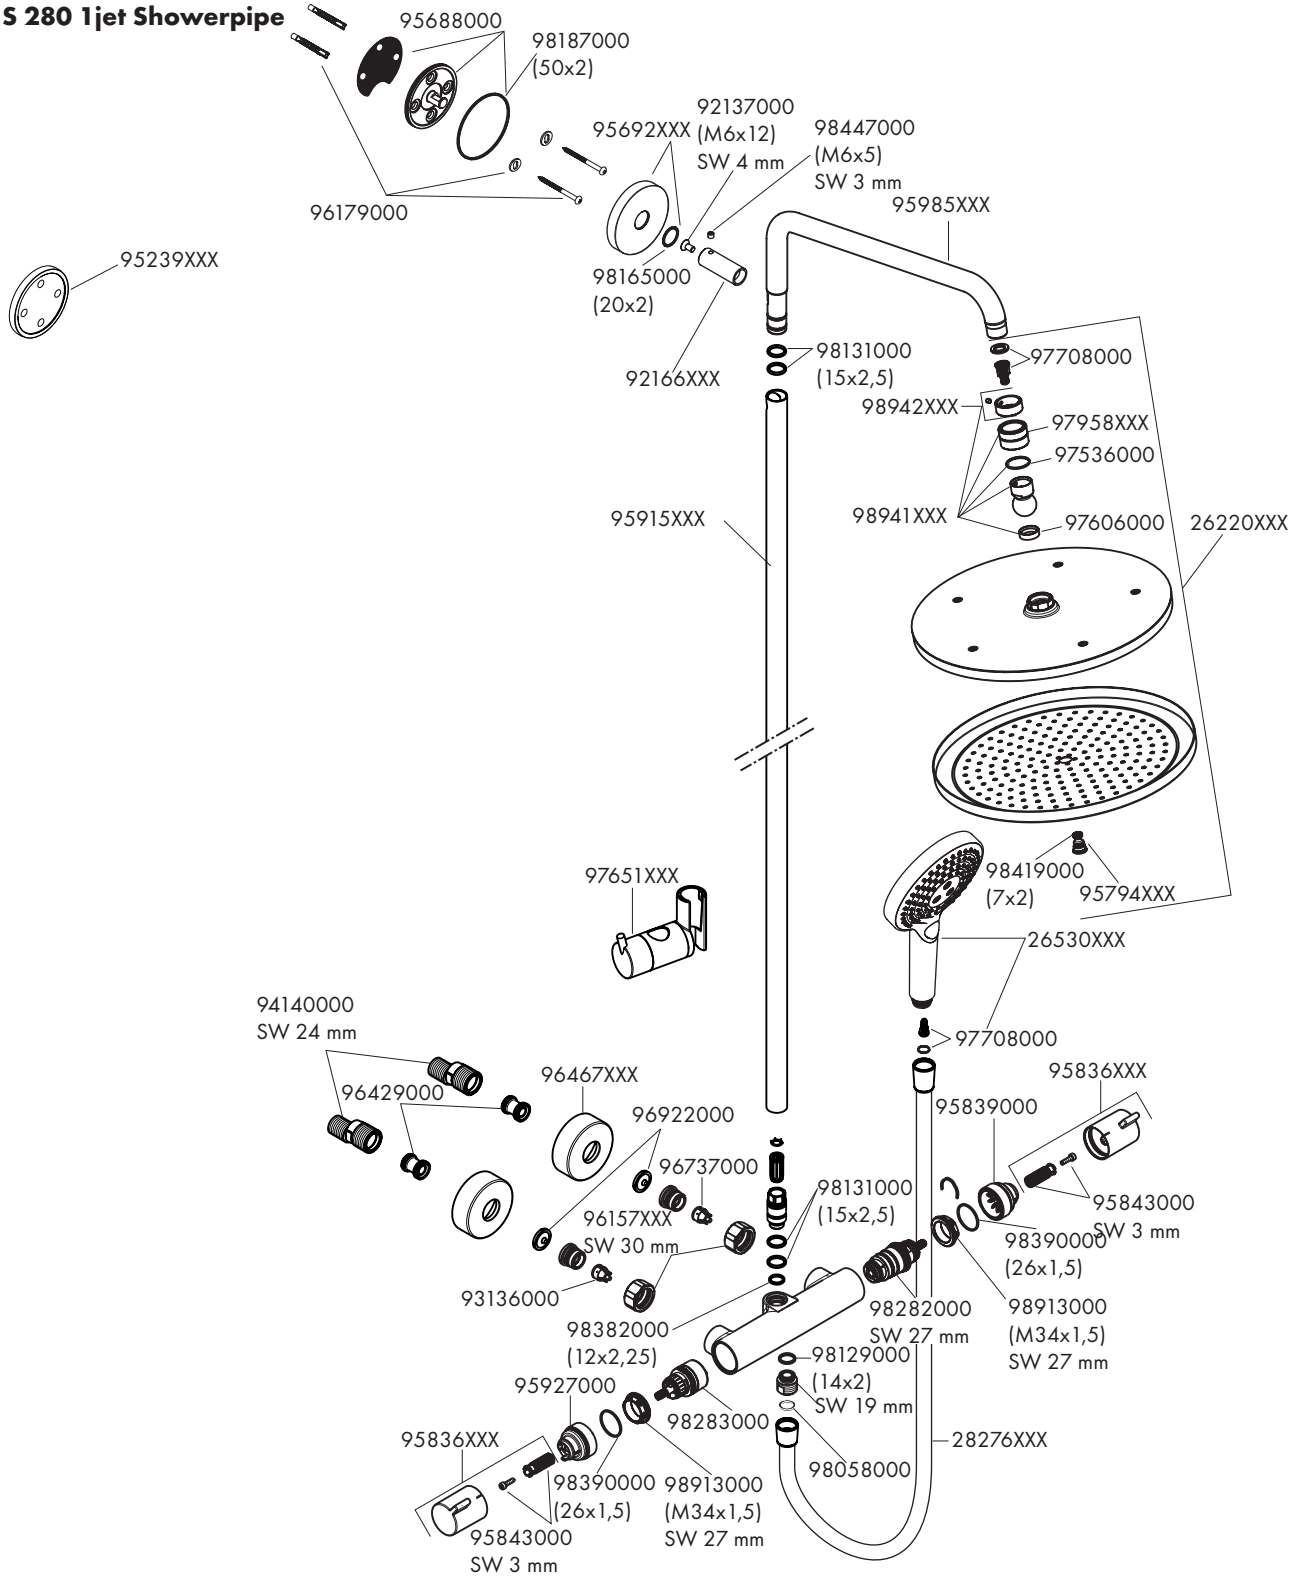 S 280 1jet Showerpipe
95688000
98187000
(50x2)
92137000
(M6x12)
SW 4 mm
95692XXX
98447000
(M6x5)
SW 3 mm
96179000
95985XXX
95239XXX
98165000
(20x2)
92166XXX
98131000
(15x2,5)
97708000
98942XXX
97958XXX
97536000
95915XXX
98941XXX
97606000
26220XXX
98419000
(7x2)
95794XXX
97651XXX
26530XXX
94140000
SW 24 mm
97708000
96429000
96467XXX
95836XXX
96922000
95839000
96737000
98131000
(15x2,5)
95843000
SW 3 mm
96157XXX
SW 30 mm
98390000
(26x1,5)
93136000
98282000
SW 27 mm
98913000
(M34x1,5)
SW 27 mm
98382000
(12x2,25)
98129000
(14x2)
SW 19 mm
95927000
98283000
95836XXX
28276XXX
98058000
98390000
(26x1,5)
98913000
(M34x1,5)
SW 27 mm
95843000
SW 3 mm